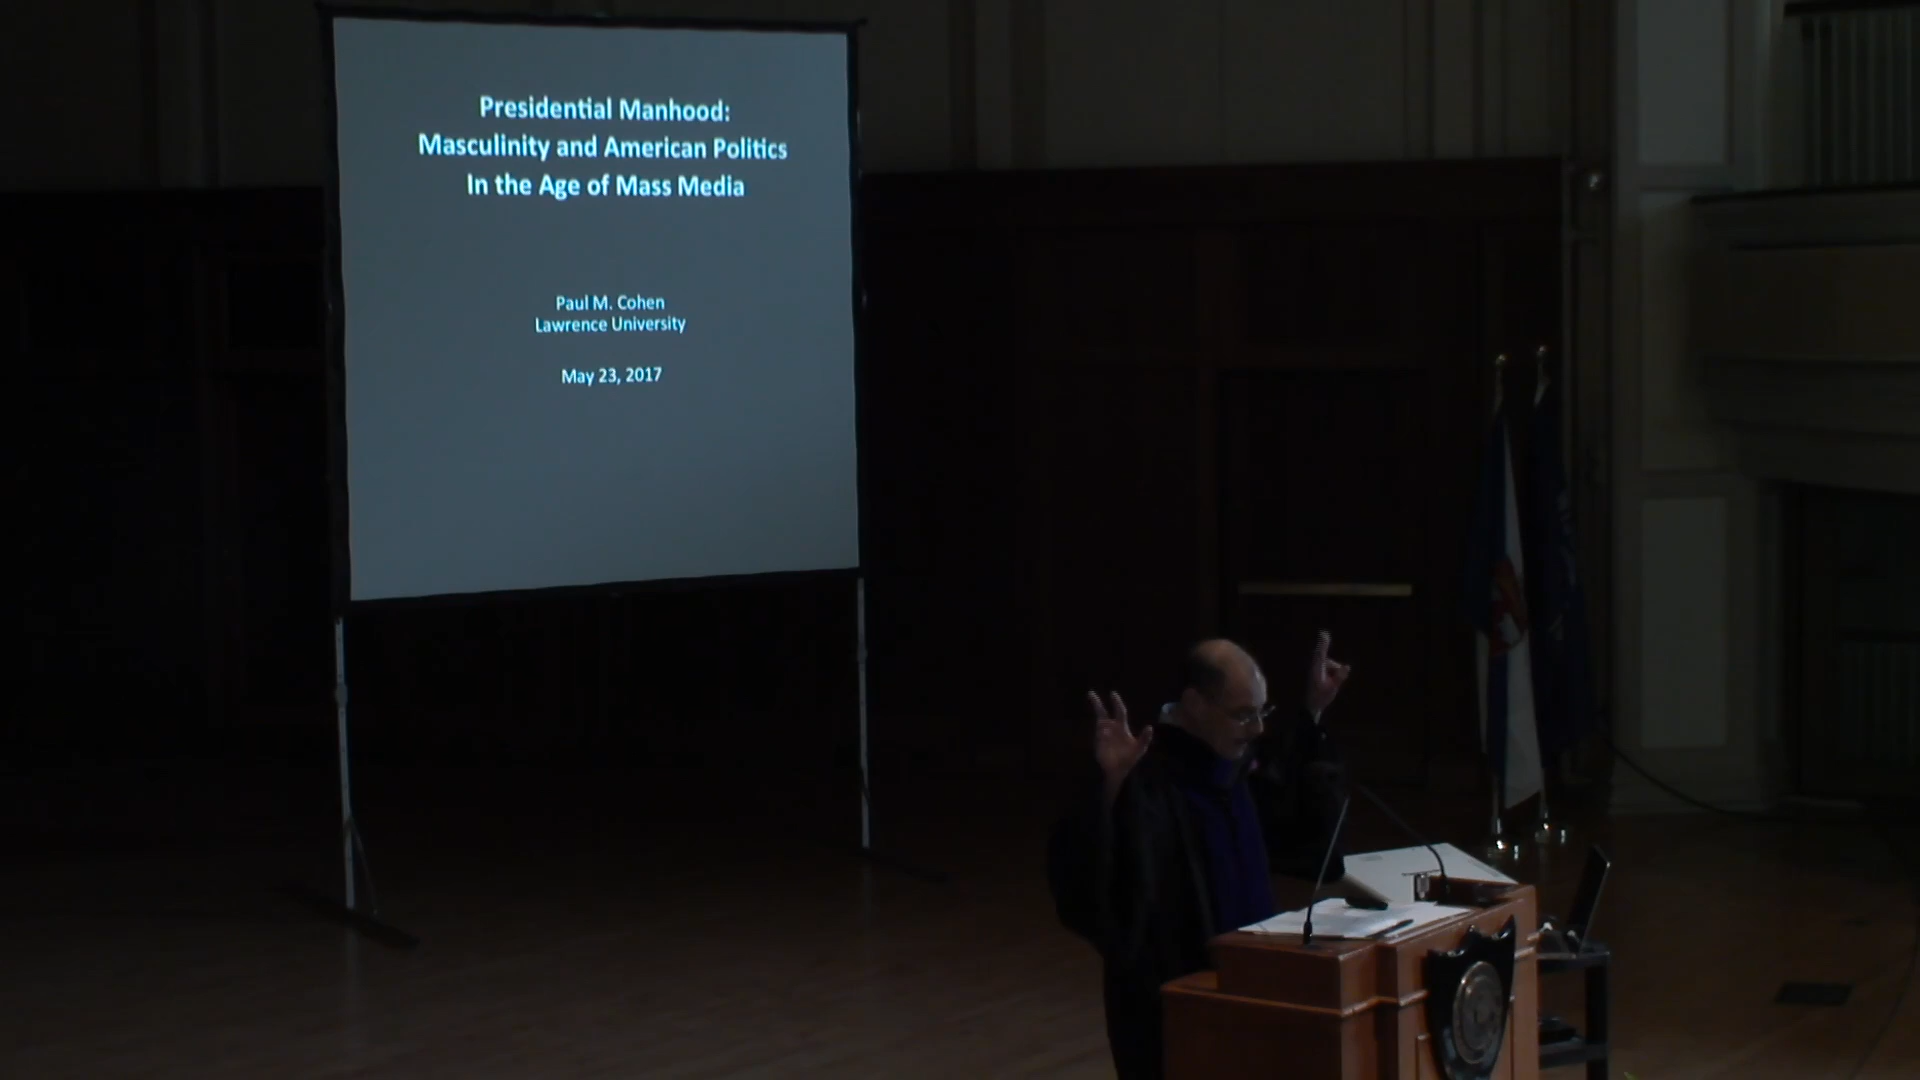 Presidential Manhood:
Masculinity and American Politics
In the Age of Mass Media
Paul M. Cohen
Lawrence University
May 23, 2017